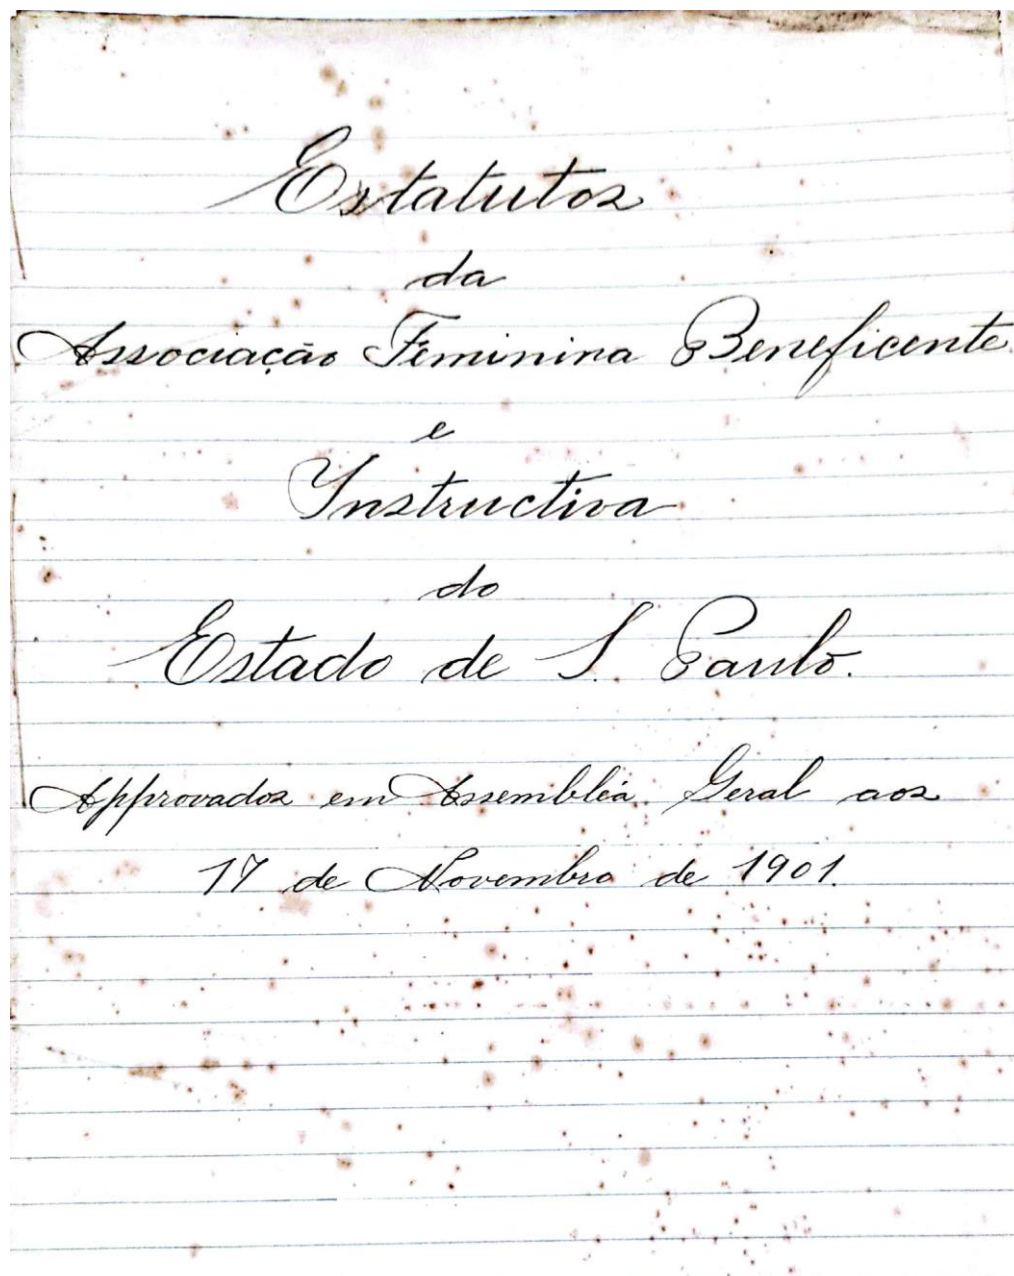 Estatutos
da
Associação Feminina Beneficente
e
Instructiva
do
Estado de S. Paulo.
Approvados em Assembléa Geral aos
17 de Novembro de 1901.